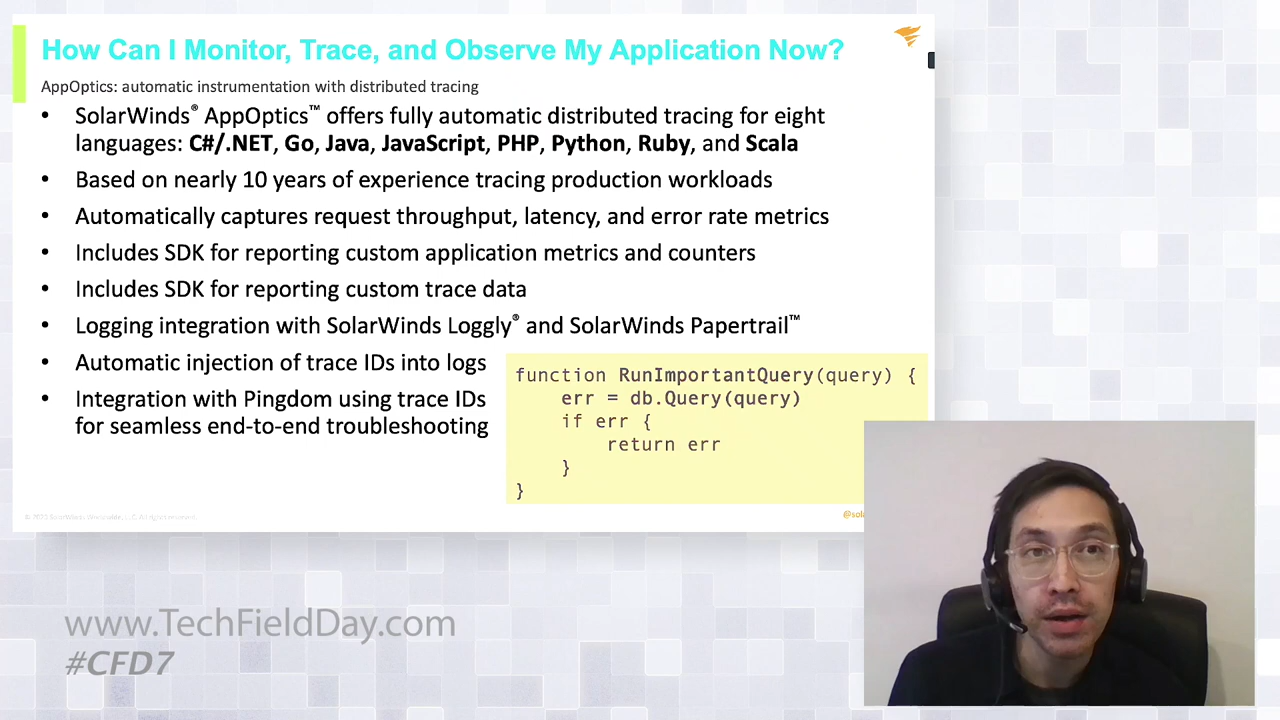 How Can I Monitor, Trace, and Observe My Application Now?
AppOptics: automatic instrumentation with distributed tracing
• SolarWinds® AppOptics™ offers fully automatic distributed tracing for eight
languages: C#/.NET, Go, Java, JavaScript, PHP, Python, Ruby, and Scala
• Based on nearly 10 years of experience tracing production workloads
• Automatically captures request throughput, latency, and error rate metrics
• Includes SDK for reporting custom application metrics and counters
• Includes SDK for reporting custom trace data
• Logging integration with SolarWinds Loggly® and SolarWinds Papertrail™
• Automatic injection of trace IDs into logs
• Integration with Pingdom using trace IDs
for seamless end-to-end troubleshooting
function RunImportantQuery(query) {
    err = db.Query(query)
    if err {
        return err
    }
}
www.TechFieldDay.com
#CFD7